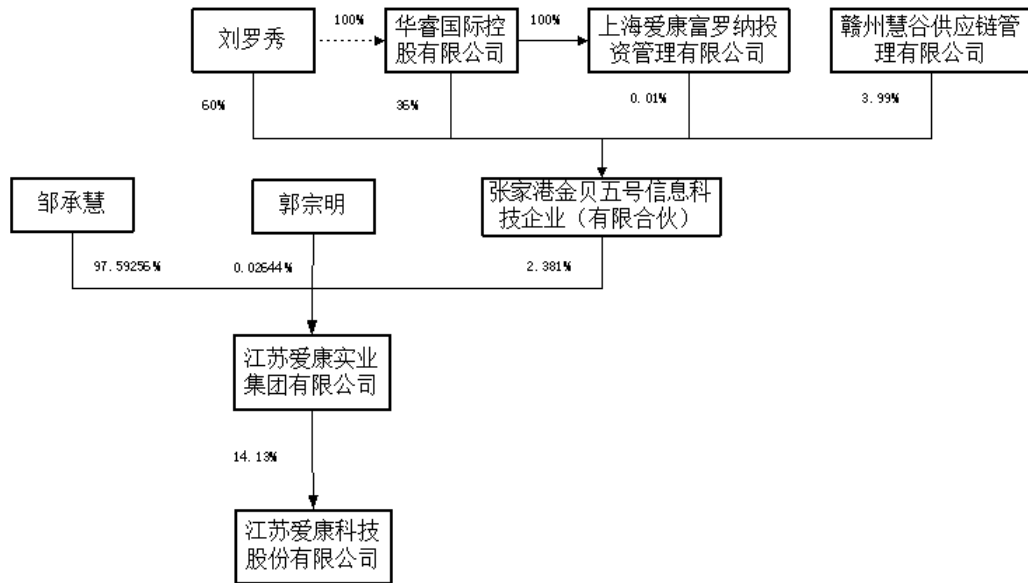 刘罗秀
100%
华睿国际控
股有限公司
100%
上海爱康富罗纳投
资管理有限公司
赣州慧谷供应链管
理有限公司
60%
36%
0.01%
3.99%
邹承慧
郭宗明
张家港金贝五号信息科
技企业（有限合伙）
97.59256%
0.02644%
2.381%
江苏爱康实业
集团有限公司
14.13%
江苏爱康科技
股份有限公司